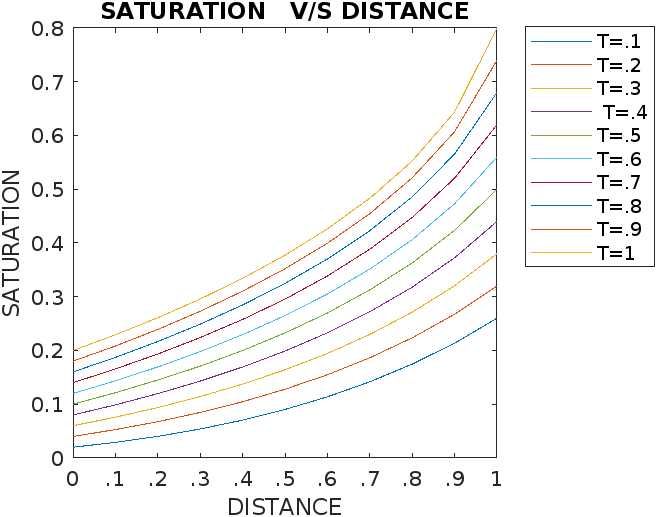 SATURATION V/S DISTANCE
SATURATION
0.8
0.7
0.6
0.5
0.4
0.3
0.2
0.1
0
0 .1 .2 .3 .4 .5 .6 .7 .8 .9 1
DISTANCE
T=.1
T=.2
T=.3
T=.4
T=.5
T=.6
T=.7
T=.8
T=.9
T=1